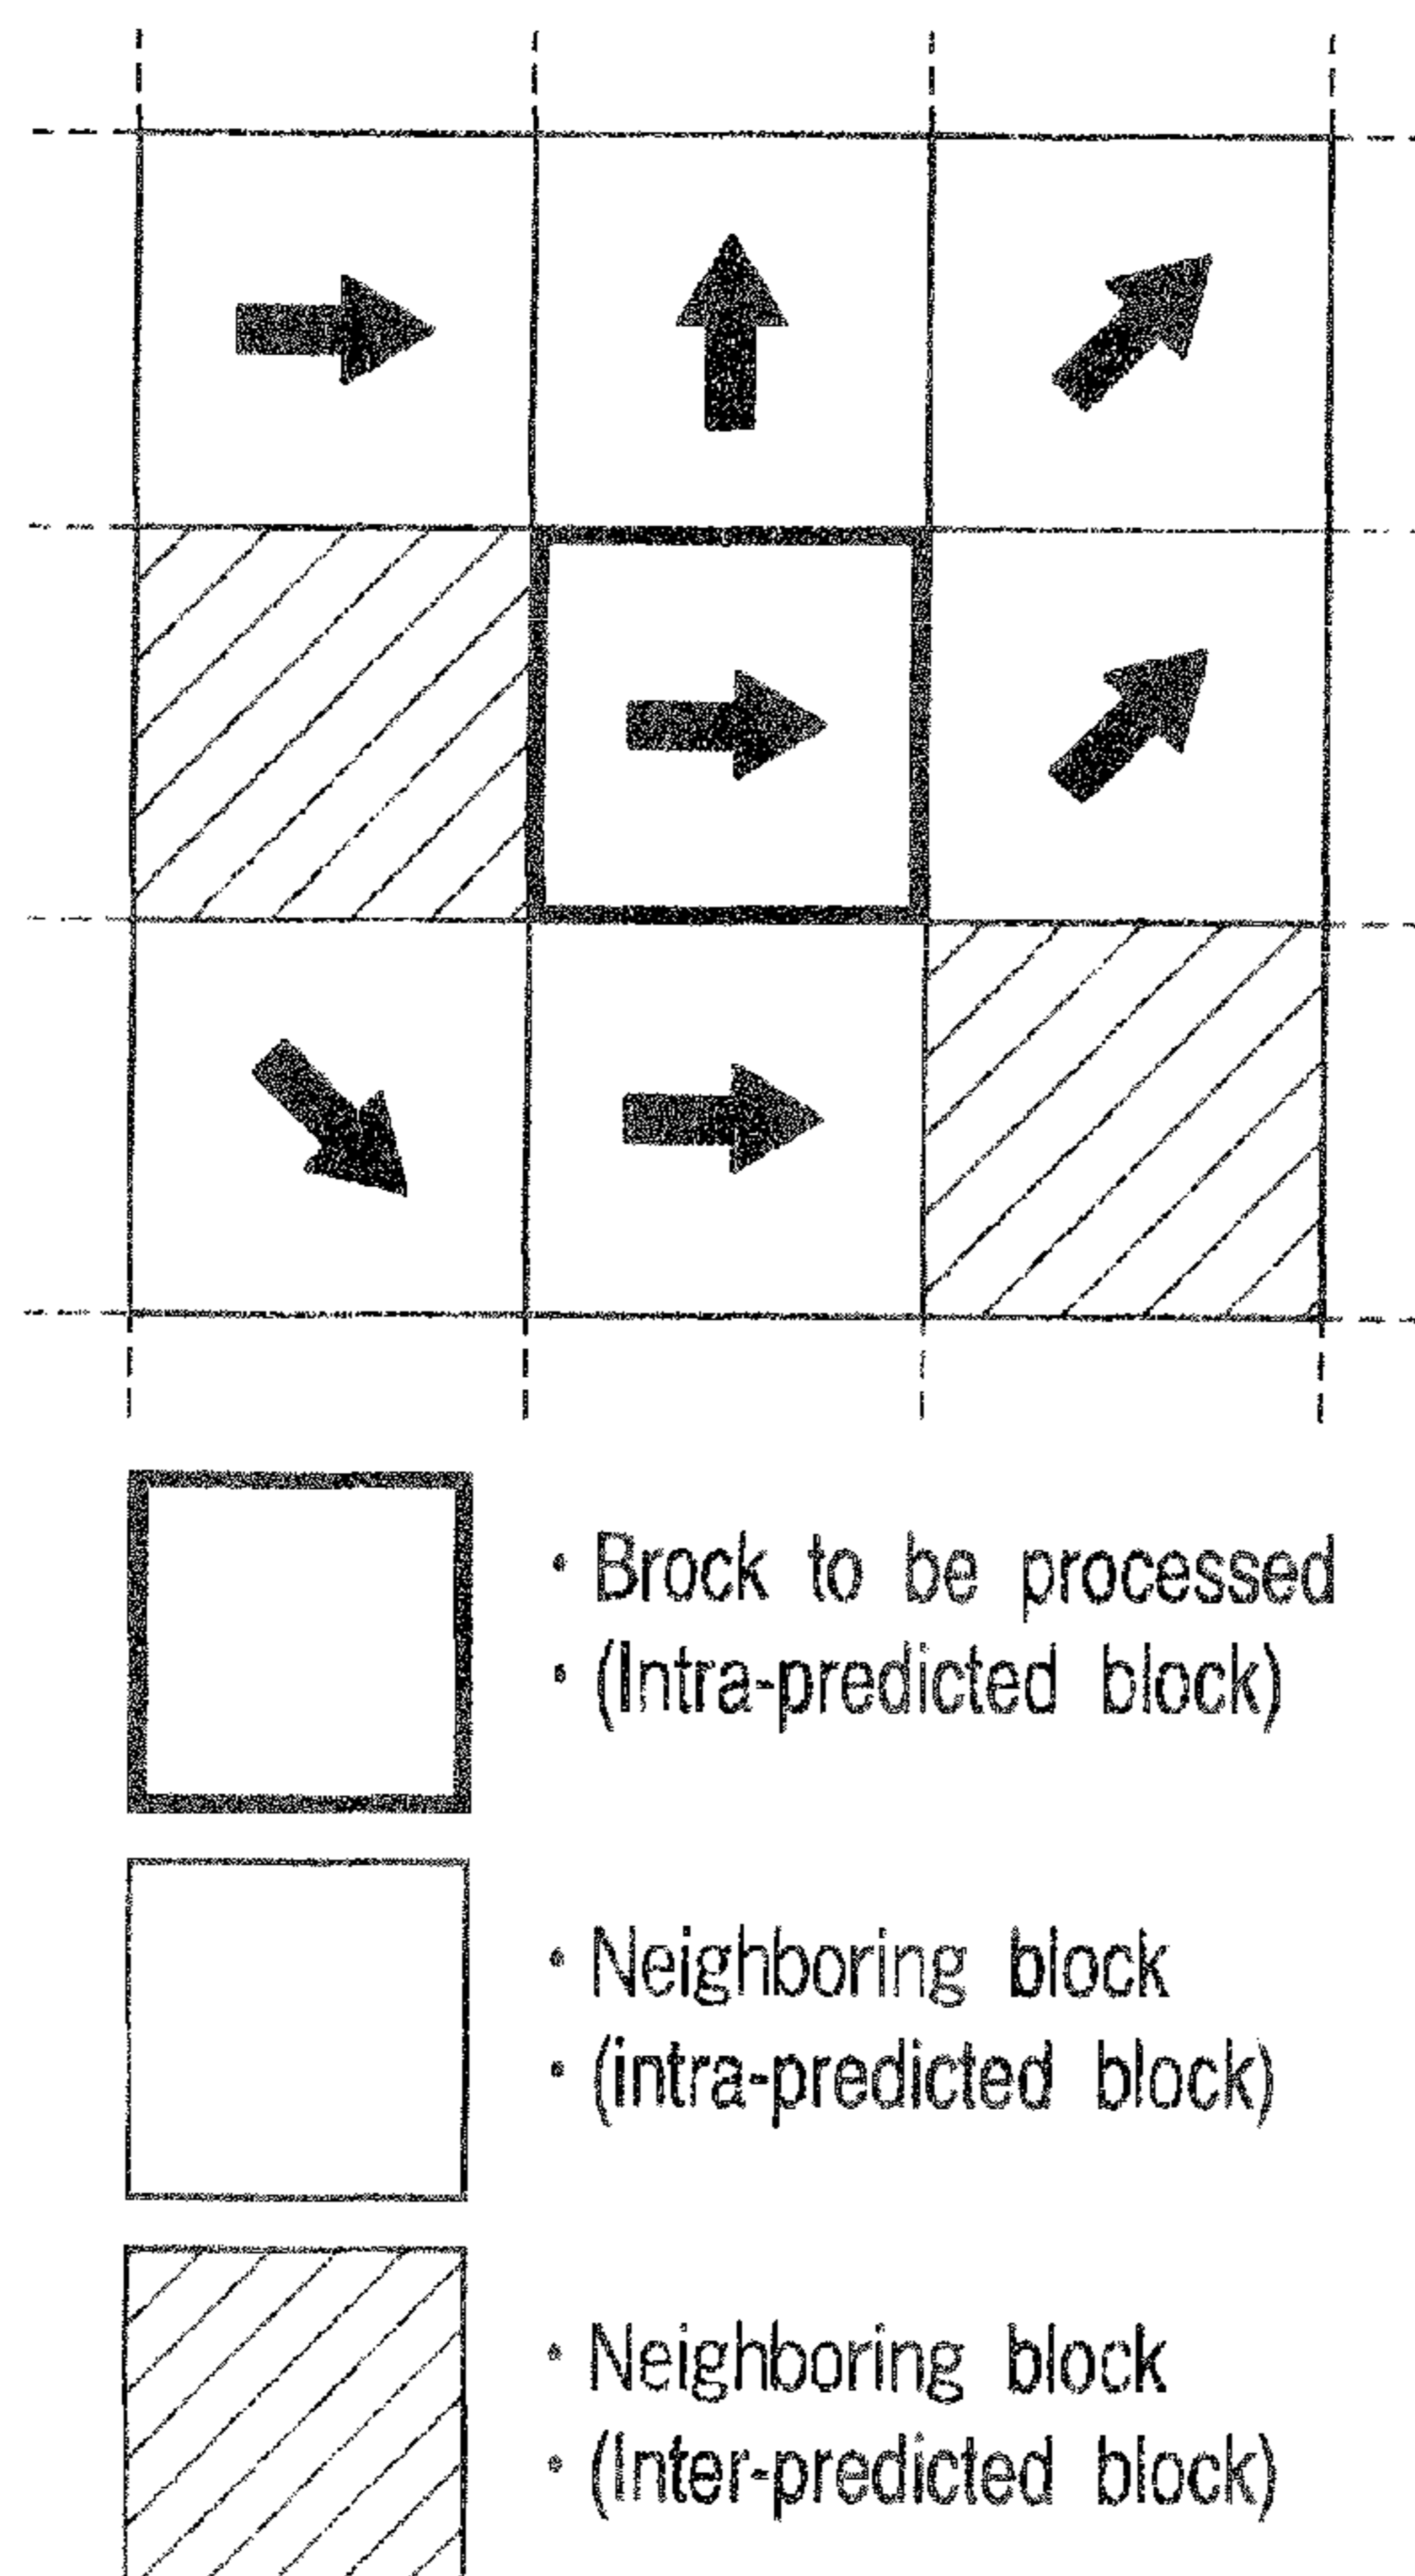 • Brock to be processed
• (Intra-predicted block)
• Neighboring block
• (intra-predicted block)
• Neighboring block
• (Inter-predicted block)